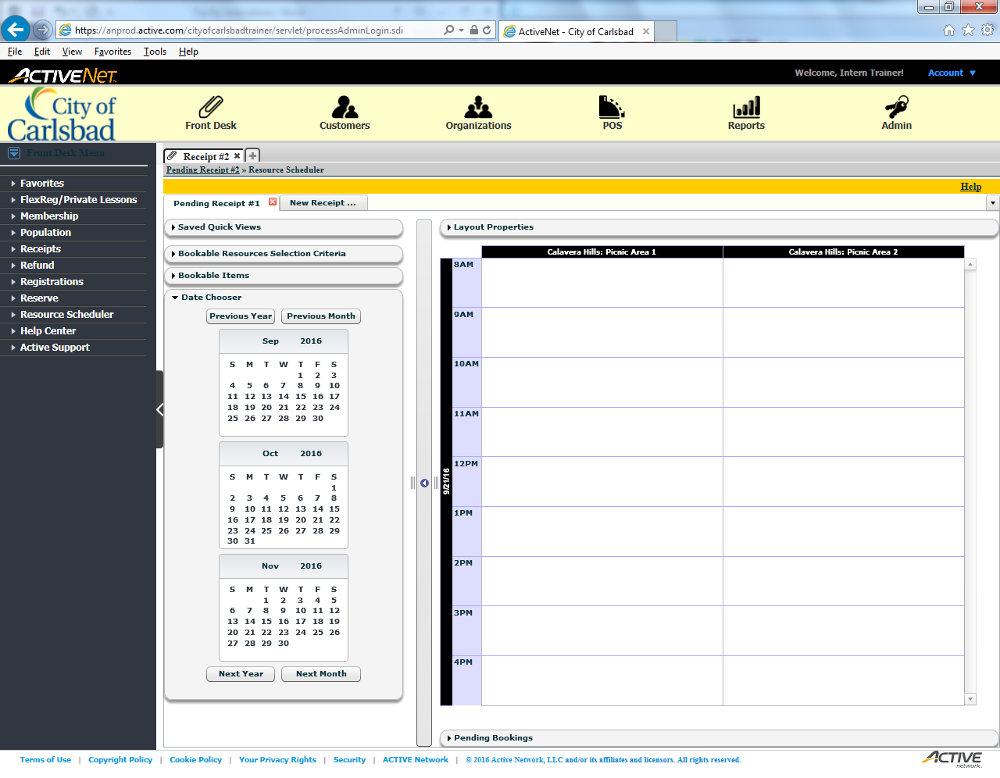 https://anprod.active.com/cityofcarlsbadtrainer/servlet/processAdminLogin.sdi
ActiveNet - City of Carlsbad
File Edit View Favorites Tools Help
ACTIVENET
Welcome, Intern Trainer! Account
City of
Carlsbad
Front Desk
Customers
Organizations
POS
Reports
Admin
Front Desk Menu
Favorites
FlexReg/Private Lessons
Membership
Population
Receipts
Refund
Registrations
Reserve
Resource Scheduler
Help Center
Active Support
Receipt #2
Pending Receipt #2 » Resource Scheduler
Help
Pending Receipt #1
New Receipt ...
Saved Quick Views
Bookable Resources Selection Criteria
Bookable Items
Date Chooser
Previous Year Previous Month
Sep 2016
S M T W T F S
1 2 3
4 5 6 7 8 9 10
11 12 13 14 15 16 17
18 19 20 21 22 23 24
25 26 27 28 29 30
Oct 2016
S M T W T F S
1
2 3 4 5 6 7 8
9 10 11 12 13 14 15
16 17 18 19 20 21 22
23 24 25 26 27 28 29
30 31
Nov 2016
S M T W T F S
1 2 3 4 5
6 7 8 9 10 11 12
13 14 15 16 17 18 19
20 21 22 23 24 25 26
27 28 29 30
Next Year Next Month
Layout Properties
Calavera Hills: Picnic Area 1 Calavera Hills: Picnic Area 2
9/21/16
8AM
9AM
10AM
11AM
12PM
1PM
2PM
3PM
4PM
Pending Bookings
Terms of Use | Copyright Policy | Cookie Policy | Your Privacy Rights | Security | ACTIVE Network | © 2016 Active Network, LLC and/or its affiliates and licensors. All rights reserved.
ACTIVE
network